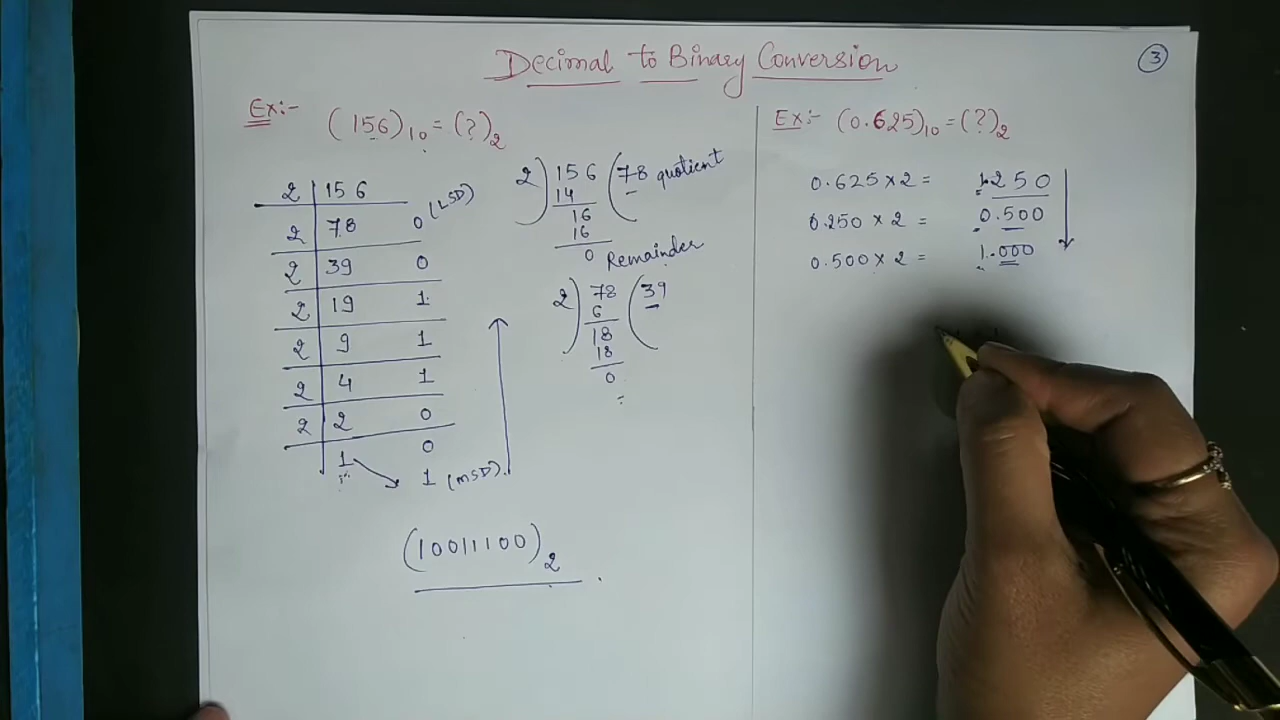 Decimal to Binary Conversion
3
Ex:- (156)10 = (?)2
2 | 156
2 | 78 0 (LSD)
2 | 39 0
2 | 19 1
2 | 9 1
2 | 4 1
2 | 2 0
1 0
1 (MSD)
(10011100)2
2) 156 (78 quotient
14
16
16
0 Remainder
2) 78 (39
6
18
18
0
Ex:- (0.625)10 = (?)2
0.625 × 2 = 1.250
0.250 × 2 = 0.500
0.500 × 2 = 1.000